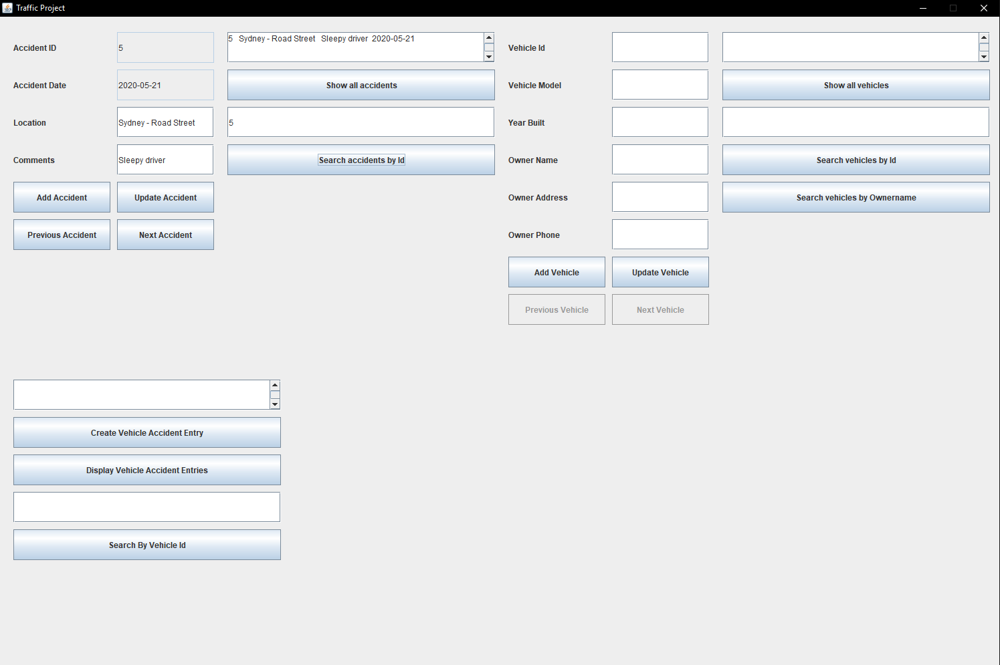 Traffic Project
Accident ID
5
5 Sydney - Road Street Sleepy driver 2020-05-21
Accident Date
2020-05-21
Show all accidents
Location
Sydney - Road Street
5
Comments
Sleepy driver
Search accidents by Id
Add Accident
Update Accident
Previous Accident
Next Accident
Vehicle Id
Vehicle Model
Show all vehicles
Year Built
Owner Name
Search vehicles by Id
Owner Address
Search vehicles by Ownername
Owner Phone
Add Vehicle
Update Vehicle
Previous Vehicle
Next Vehicle
Create Vehicle Accident Entry
Display Vehicle Accident Entries
Search By Vehicle Id